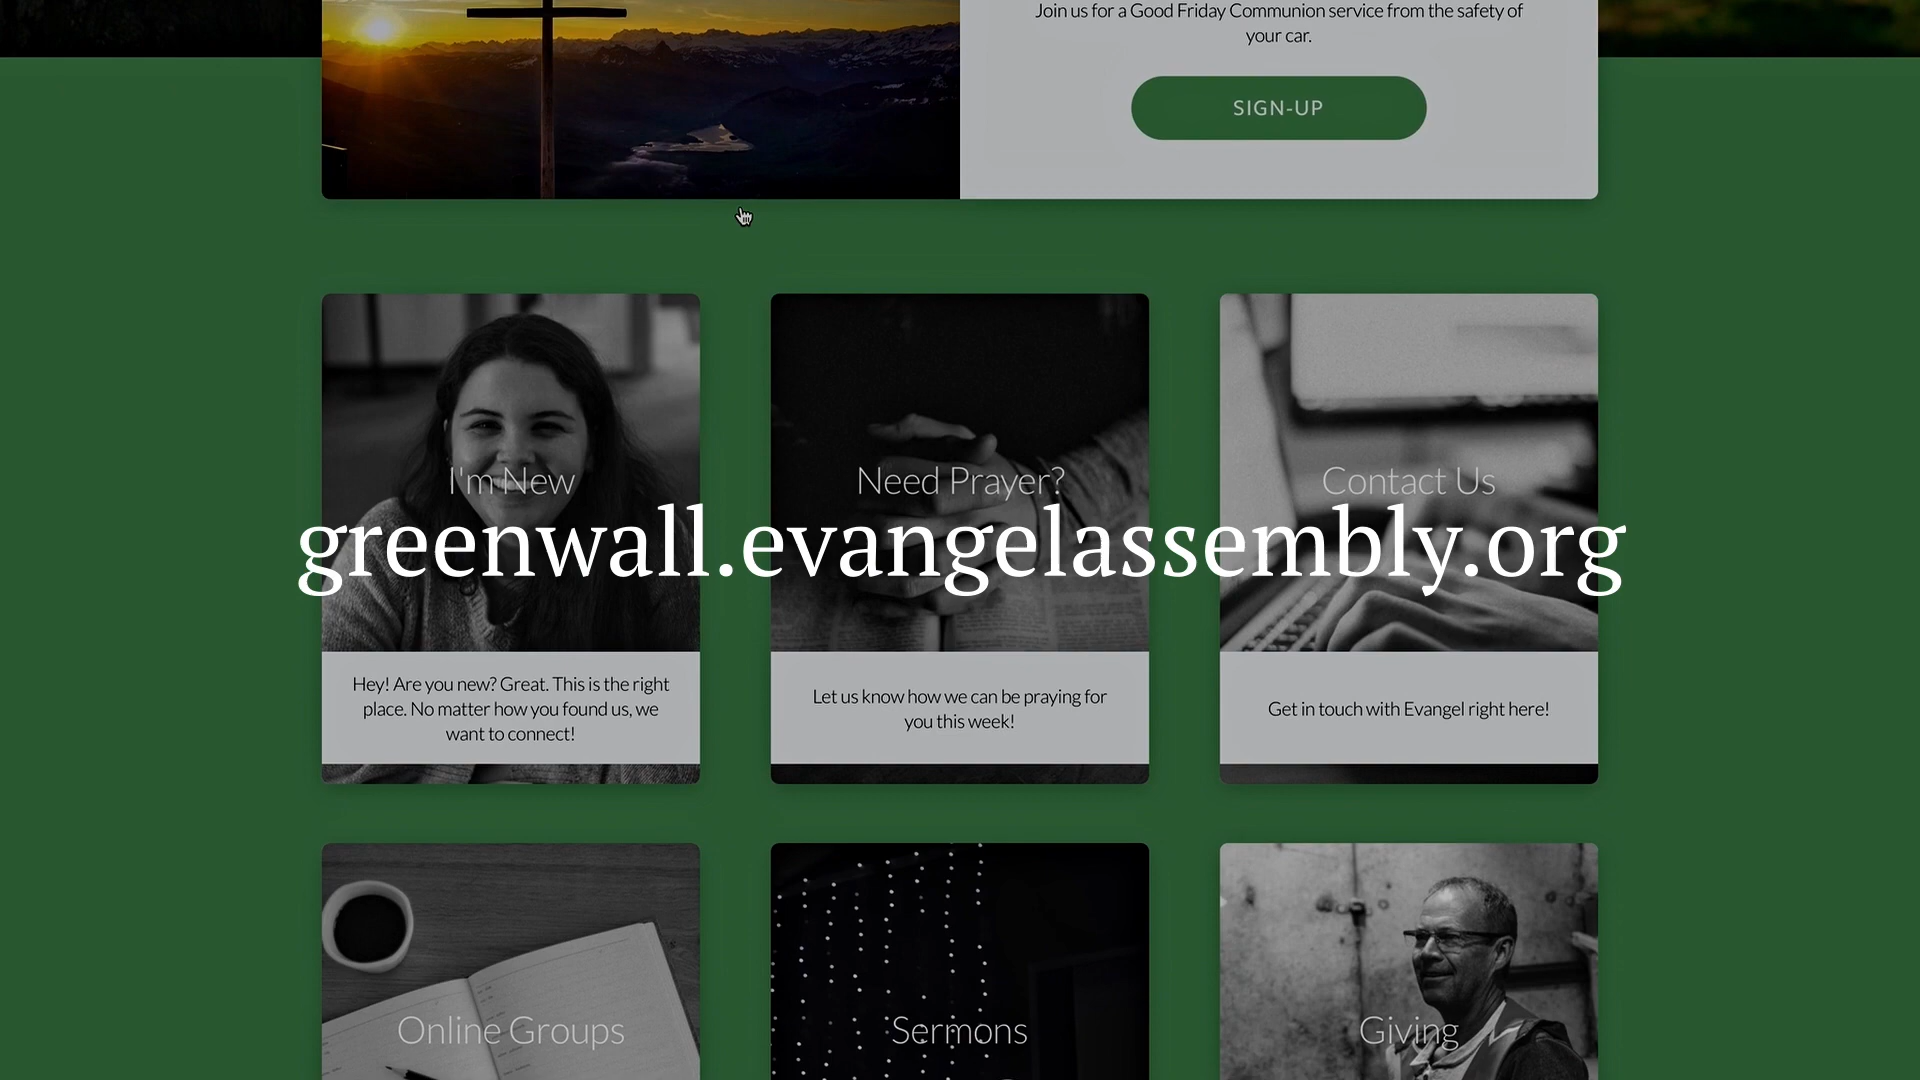 Join us for a Good Friday Communion service from the safety of
your car.
SIGN-UP
I'm New
Need Prayer?
Contact Us
greenwall.evangelassembly.org
Hey! Are you new? Great. This is the right
place. No matter how you found us, we
want to connect!
Let us know how we can be praying for
you this week!
Get in touch with Evangel right here!
Online Groups
Sermons
Giving